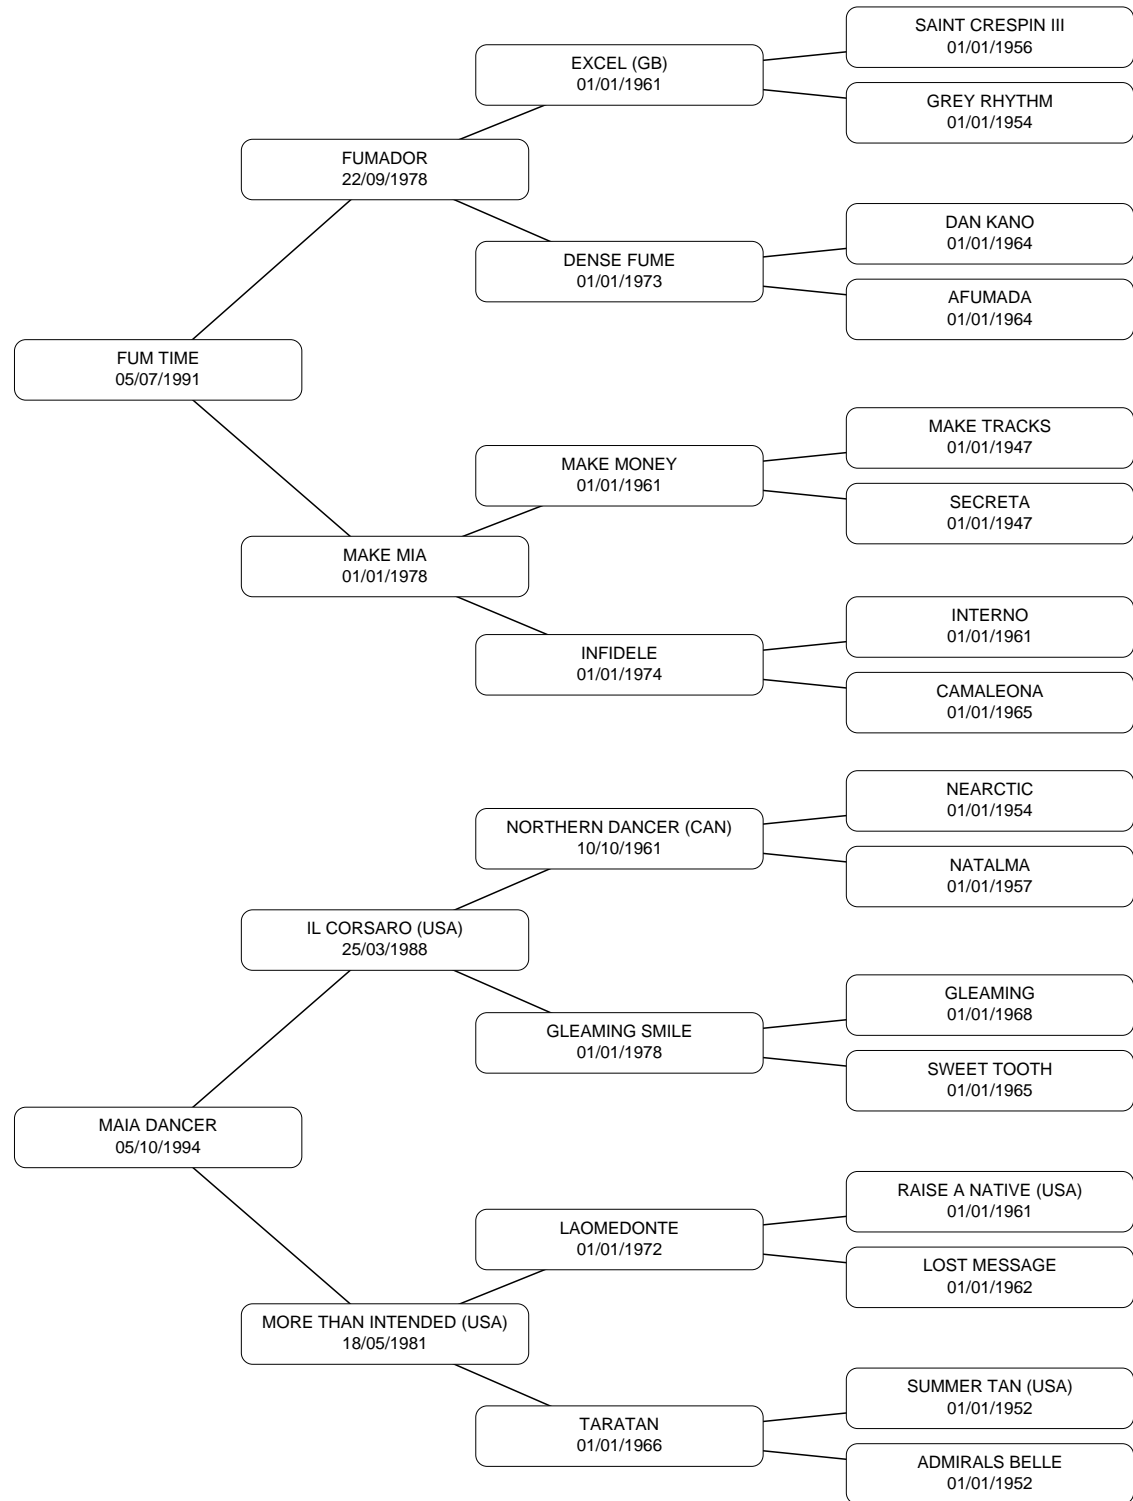 SAINT CRESPIN III
01/01/1956
EXCEL (GB)
01/01/1961
GREY RHYTHM
01/01/1954
FUMADOR
22/09/1978
DAN KANO
01/01/1964
DENSE FUME
01/01/1973
AFUMADA
01/01/1964
FUM TIME
05/07/1991
MAKE TRACKS
01/01/1947
MAKE MONEY
01/01/1961
SECRETA
01/01/1947
MAKE MIA
01/01/1978
INTERNO
01/01/1961
INFIDELE
01/01/1974
CAMALEONA
01/01/1965
NEARCTIC
01/01/1954
NORTHERN DANCER (CAN)
10/10/1961
NATALMA
01/01/1957
IL CORSARO (USA)
25/03/1988
GLEAMING
01/01/1968
GLEAMING SMILE
01/01/1978
SWEET TOOTH
01/01/1965
MAIA DANCER
05/10/1994
RAISE A NATIVE (USA)
01/01/1961
LAOMEDONTE
01/01/1972
LOST MESSAGE
01/01/1962
MORE THAN INTENDED (USA)
18/05/1981
SUMMER TAN (USA)
01/01/1952
TARATAN
01/01/1966
ADMIRALS BELLE
01/01/1952